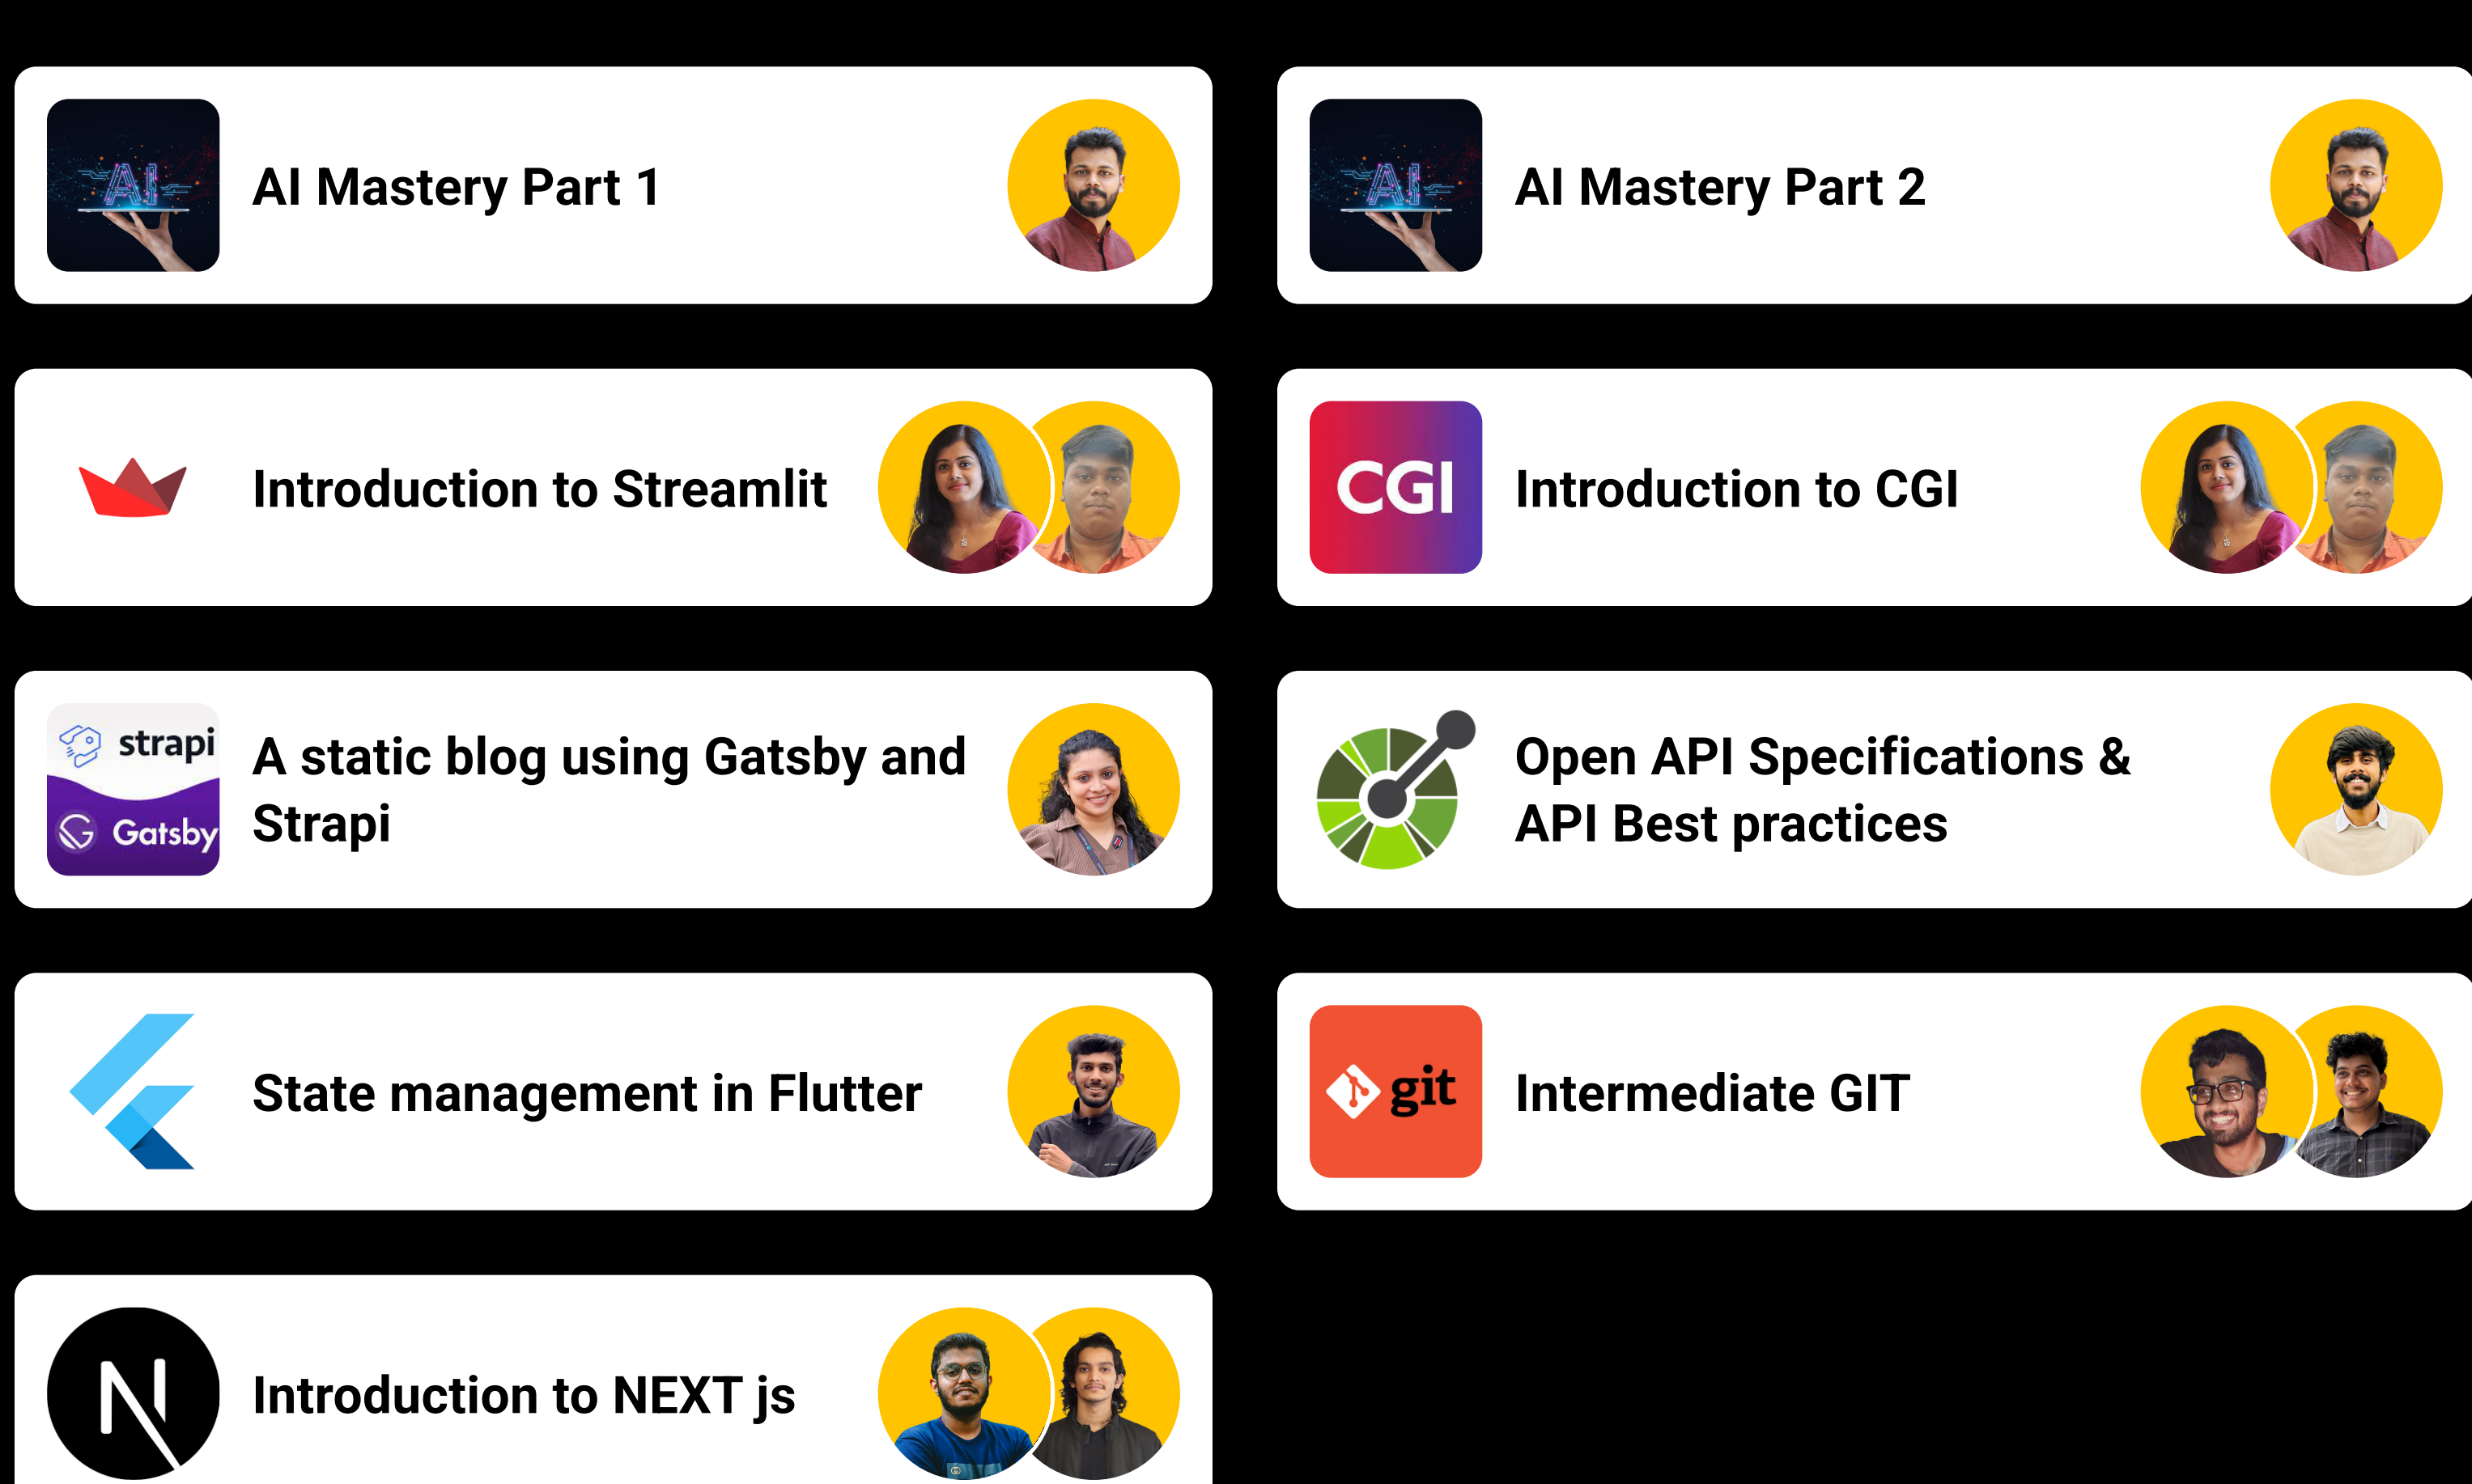 AI
AI Mastery Part 1
AI
AI Mastery Part 2
Introduction to Streamlit
CGI
Introduction to CGI
strapi
Gatsby
A static blog using Gatsby and
Strapi
Open API Specifications &
API Best practices
State management in Flutter
git
Intermediate GIT
N
Introduction to NEXT js